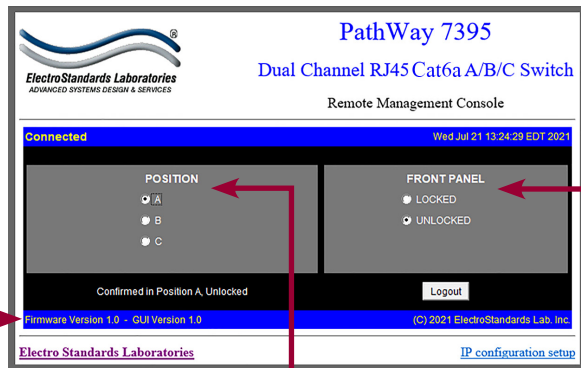 ®
ElectroStandards Laboratories
ADVANCED SYSTEMS DESIGN & SERVICES
PathWay 7395
Dual Channel RJ45 Cat6a A/B/C Switch
Remote Management Console
Connected
Wed Jul 21 13:24:29 EDT 2021
POSITION
A
B
C
FRONT PANEL
LOCKED
UNLOCKED
Confirmed in Position A, Unlocked
Logout
Firmware Version 1.0 - GUI Version 1.0
(C) 2021 ElectroStandards Lab. Inc.
Electro Standards Laboratories
IP configuration setup